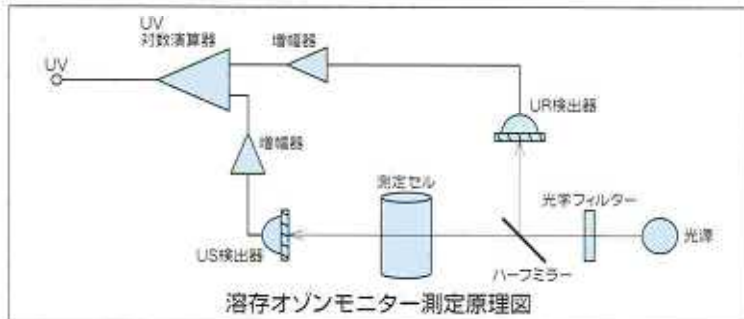 UV
対数演算器
増幅器
UV
UR検出器
増幅器
測定セル
光学フィルター
US検出器
光源
ハーフミラー
溶存オゾンモニター測定原理図